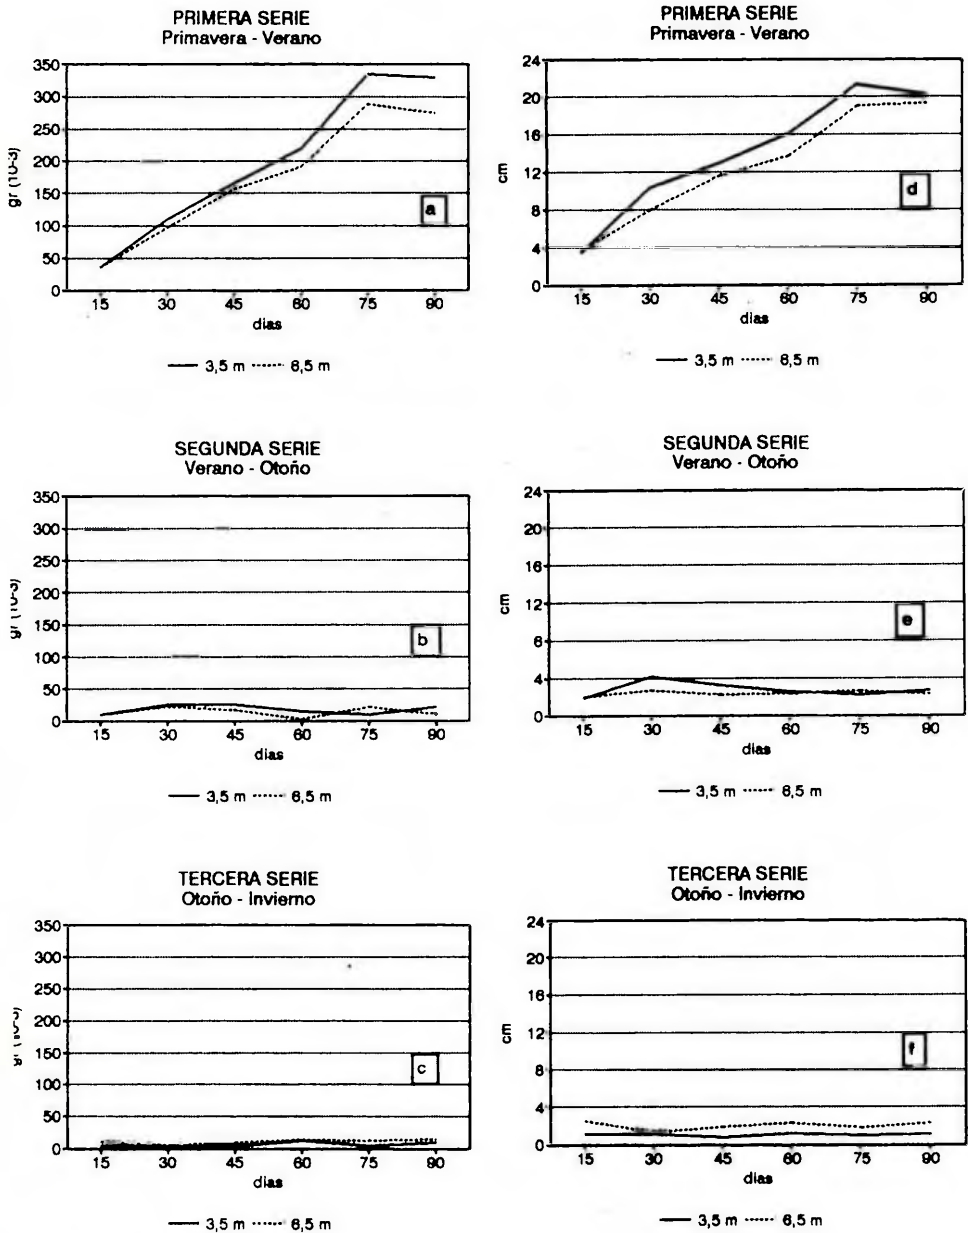 PRIMERA SERIE
Primavera - Verano
350
300
250
200
150
100
50
0
gr (10-3)
a
15 30 45 60 75 90
dias
3,5 m 6,5 m
PRIMERA SERIE
Primavera - Verano
24
20
16
12
8
4
0
cm
d
15 30 45 60 75 90
dias
3,5 m 6,5 m
SEGUNDA SERIE
Verano - Otoño
350
300
250
200
150
100
50
0
b
15 30 45 60 75 90
dias
3,5 m 6,5 m
SEGUNDA SERIE
Verano - Otoño
24
20
16
12
6
4
0
cm
e
15 30 45 60 75 90
dias
3,5 m 6,5 m
TERCERA SERIE
Otoño - Invierno
350
300
250
200
150
100
50
0
c
15 30 45 60 75 90
dias
3,5 m 6,5 m
TERCERA SERIE
Otoño - Invierno
24
20
16
12
8
4
0
cm
f
15 30 45 60 75 90
dias
3,5 m 6,5 m